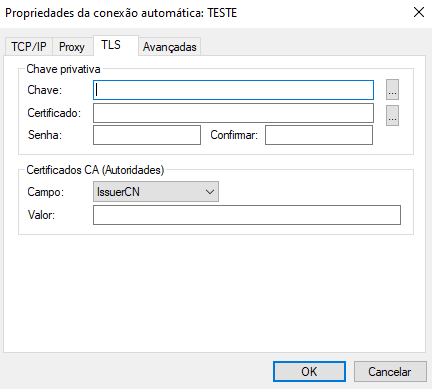 Propriedades da conexão automática: TESTE
TCP/IP Proxy TLS Avançadas
Chave privativa
Chave: ...
Certificado: ...
Senha: Confirmar:
Certificados CA (Autoridades)
Campo: IssuerCN
Valor:
OK Cancelar